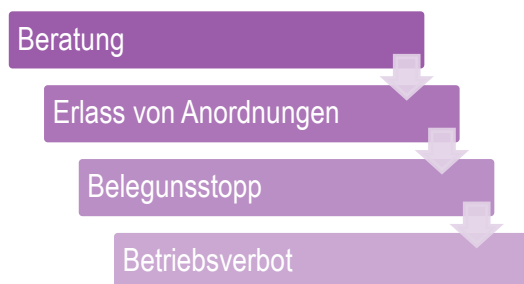 Beratung
Erlass von Anordnungen
Belegunsstopp
Betriebsverbot